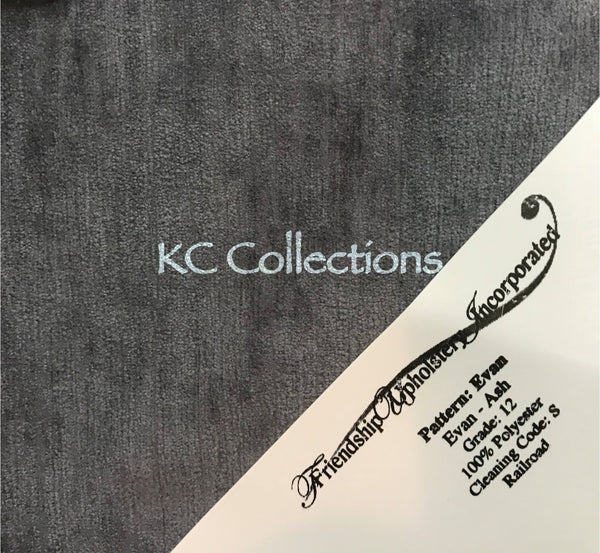 KC Collections
Friendship Upholstery Incorporated
Pattern: Evan
Evan - Ash
Grade: 12
100% Polyester
Cleaning Code: S
Railroad